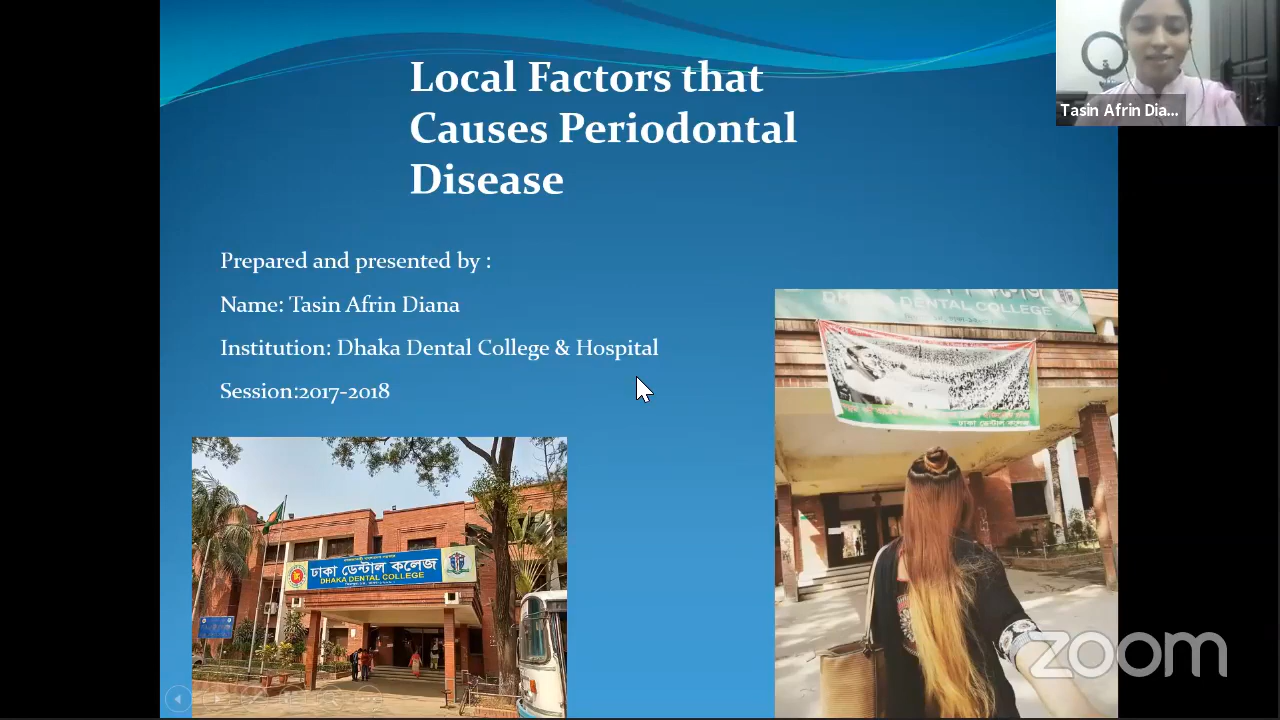 Local Factors that
Causes Periodontal
Disease
Tasin Afrin Dia...
Prepared and presented by :
Name: Tasin Afrin Diana
Institution: Dhaka Dental College & Hospital
Session:2017-2018
DHAKA DENTAL COLLEGE
ঢাকা ডেন্টাল কলেজ
ঢাকা ডেন্টাল কলেজ
DHAKA DENTAL COLLEGE
zoom